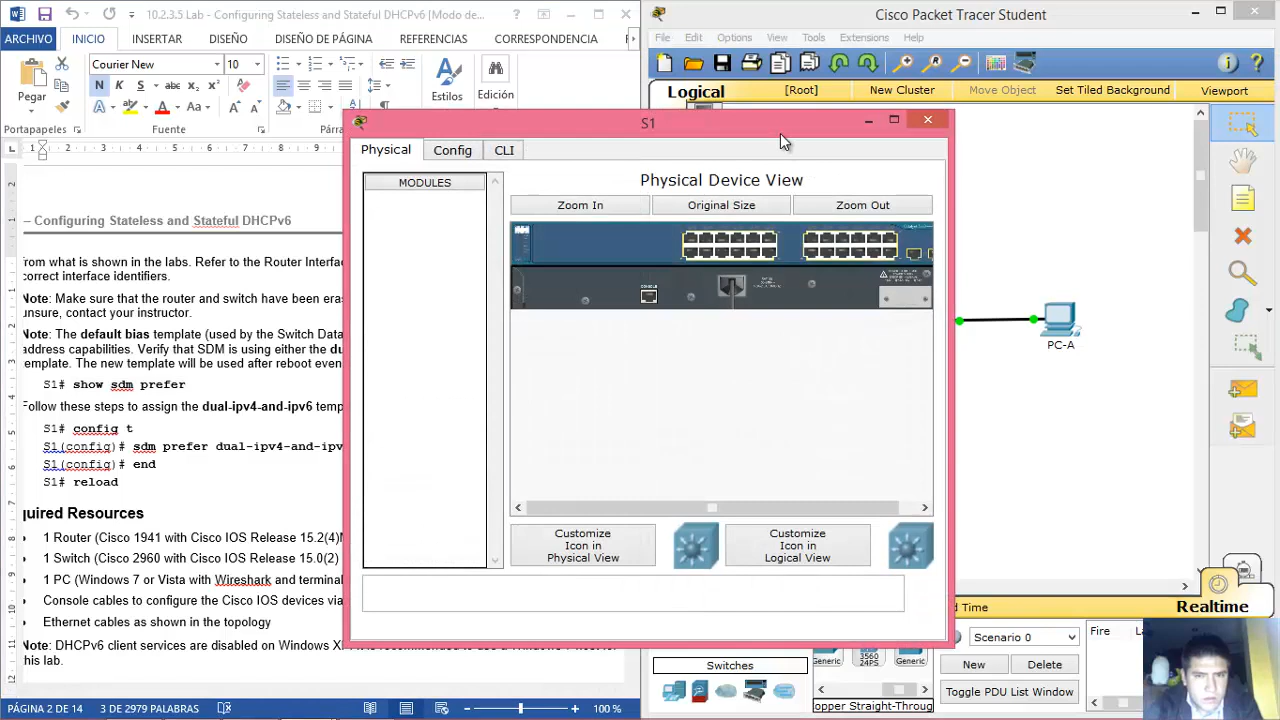 10.2.3.5 Lab - Configuring Stateless and Stateful DHCPv6 [Modo de...
ARCHIVO INICIO INSERTAR DISEÑO DISEÑO DE PÁGINA REFERENCIAS CORRESPONDENCIA
Courier New 10
Pegar
N K S abc
Estilos
Edición
Portapapeles Fuente Párra
– Configuring Stateless and Stateful DHCPv6
from what is shown in the labs. Refer to the Router Interfac
correct interface identifiers.
Note: Make sure that the router and switch have been eras
unsure, contact your instructor.
Note: The default bias template (used by the Switch Data
address capabilities. Verify that SDM is using either the du
template. The new template will be used after reboot even
S1# show sdm prefer
Follow these steps to assign the dual-ipv4-and-ipv6 temp
S1# config t
S1(config)# sdm prefer dual-ipv4-and-ipv
S1(config)# end
S1# reload
quired Resources
1 Router (Cisco 1941 with Cisco IOS Release 15.2(4)M
1 Switch (Cisco 2960 with Cisco IOS Release 15.0(2)
1 PC (Windows 7 or Vista with Wireshark and terminal
Console cables to configure the Cisco IOS devices via
Ethernet cables as shown in the topology
Note: DHCPv6 client services are disabled on Windows XP
this lab.
PÁGINA 2 DE 14 3 DE 2979 PALABRAS 100 %
Cisco Packet Tracer Student
File Edit Options View Tools Extensions Help
Logical [Root] New Cluster Move Object Set Tiled Background Viewport
S1
Physical Config CLI
MODULES
Physical Device View
Zoom In Original Size Zoom Out
CONSOLE
Customize
Icon in
Physical View
Customize
Icon in
Logical View
PC-A
Realtime
Scenario 0
Fire
New Delete
Toggle PDU List Window
Switches
Generic 3560
24PS Generic
opper Straight-Throug